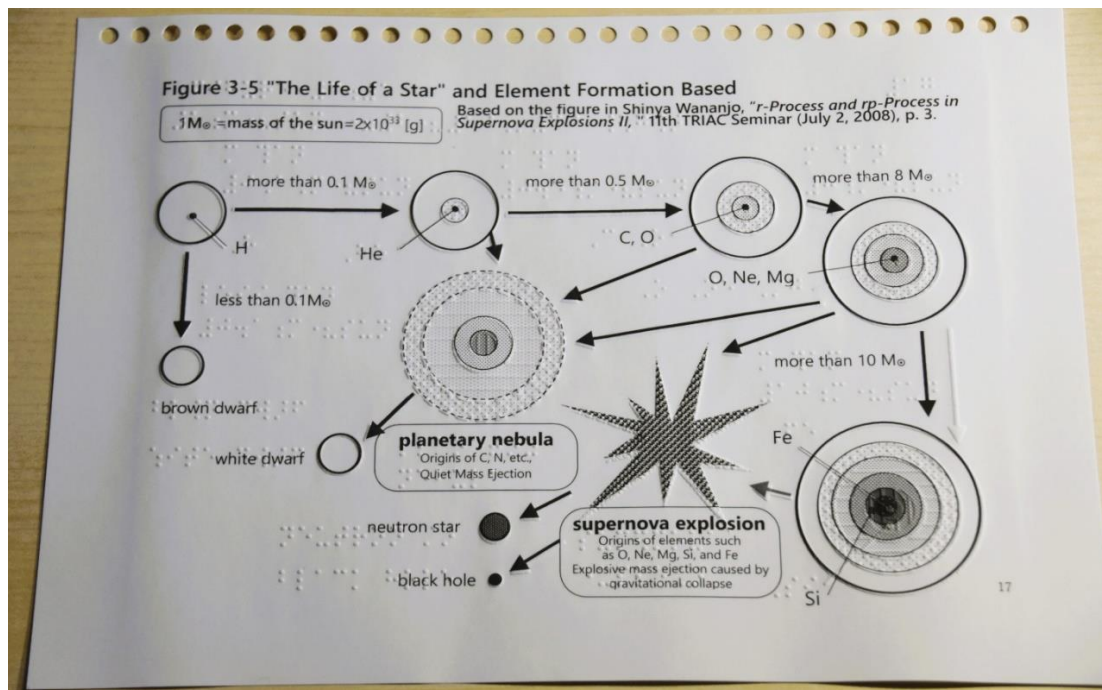 Figure 3-5 "The Life of a Star" and Element Formation Based
Based on the figure in Shinya Wananjo, "r-Process and rp-Process in
Supernova Explosions II, " 11th TRIAC Seminar (July 2, 2008), p. 3.
1M⊙ =mass of the sun=2x10³³ [g]
more than 0.1 M⊙
more than 0.5 M⊙
more than 8 M⊙
H
He
C, O
O, Ne, Mg
less than 0.1M⊙
more than 10 M⊙
brown dwarf
white dwarf
planetary nebula
Origins of C, N, etc.,
Quiet Mass Ejection
Fe
neutron star
black hole
supernova explosion
Origins of elements such
as O, Ne, Mg, Si, and Fe
Explosive mass ejection caused by
gravitational collapse
Si
17